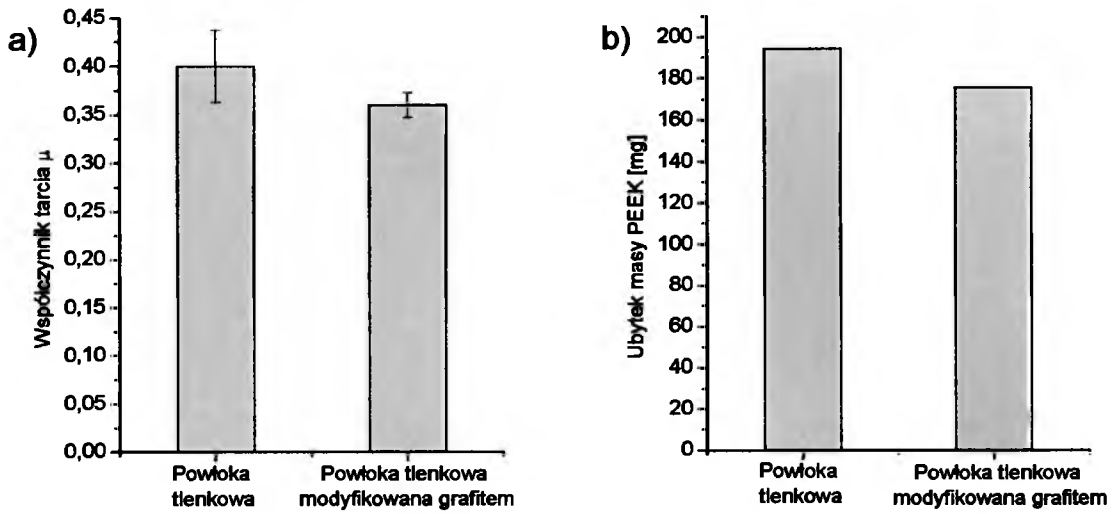 a)
Współczynnik tarcia μ
0,45
0,40
0,35
0,30
0,25
0,20
0,15
0,10
0,05
0,00
Powłoka
tlenkowa
Powłoka tlenkowa
modyfikowana grafitem
b)
Ubytek masy PEEK [mg]
200
180
160
140
120
100
80
60
40
20
0
Powłoka
tlenkowa
Powłoka tlenkowa
modyfikowana grafitem